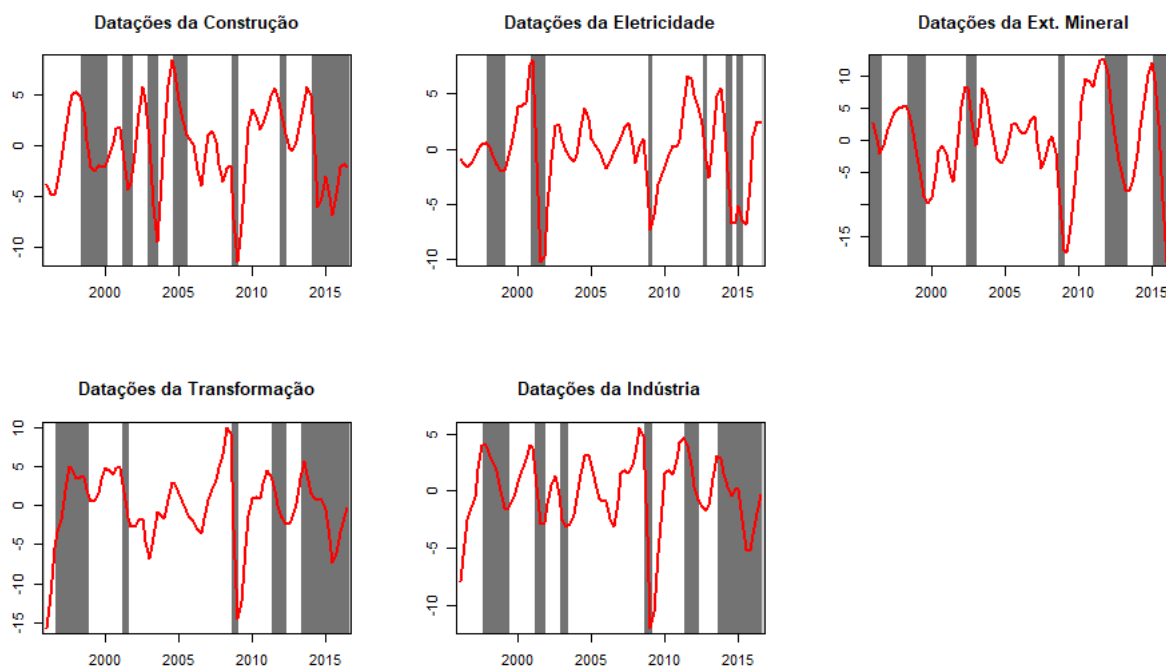 Datações da Construção
5
0
-5
-10
2000 2005 2010 2015
Datações da Eletricidade
5
0
-5
-10
2000 2005 2010 2015
Datações da Ext. Mineral
10
5
0
-5
-15
2000 2005 2010 2015
Datações da Transformação
10
5
0
-5
-10
-15
2000 2005 2010 2015
Datações da Indústria
5
0
-5
-10
2000 2005 2010 2015